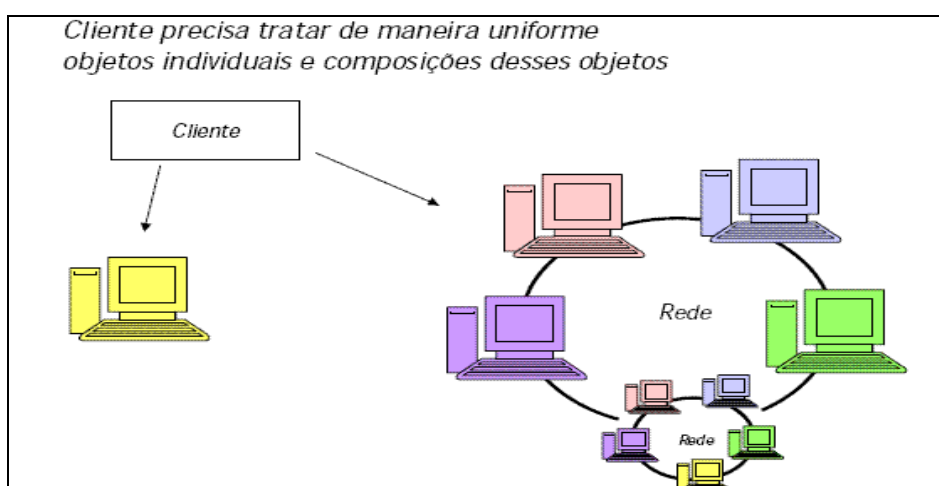 Cliente precisa tratar de maneira uniforme
objetos individuais e composições desses objetos
Cliente
Rede
Rede